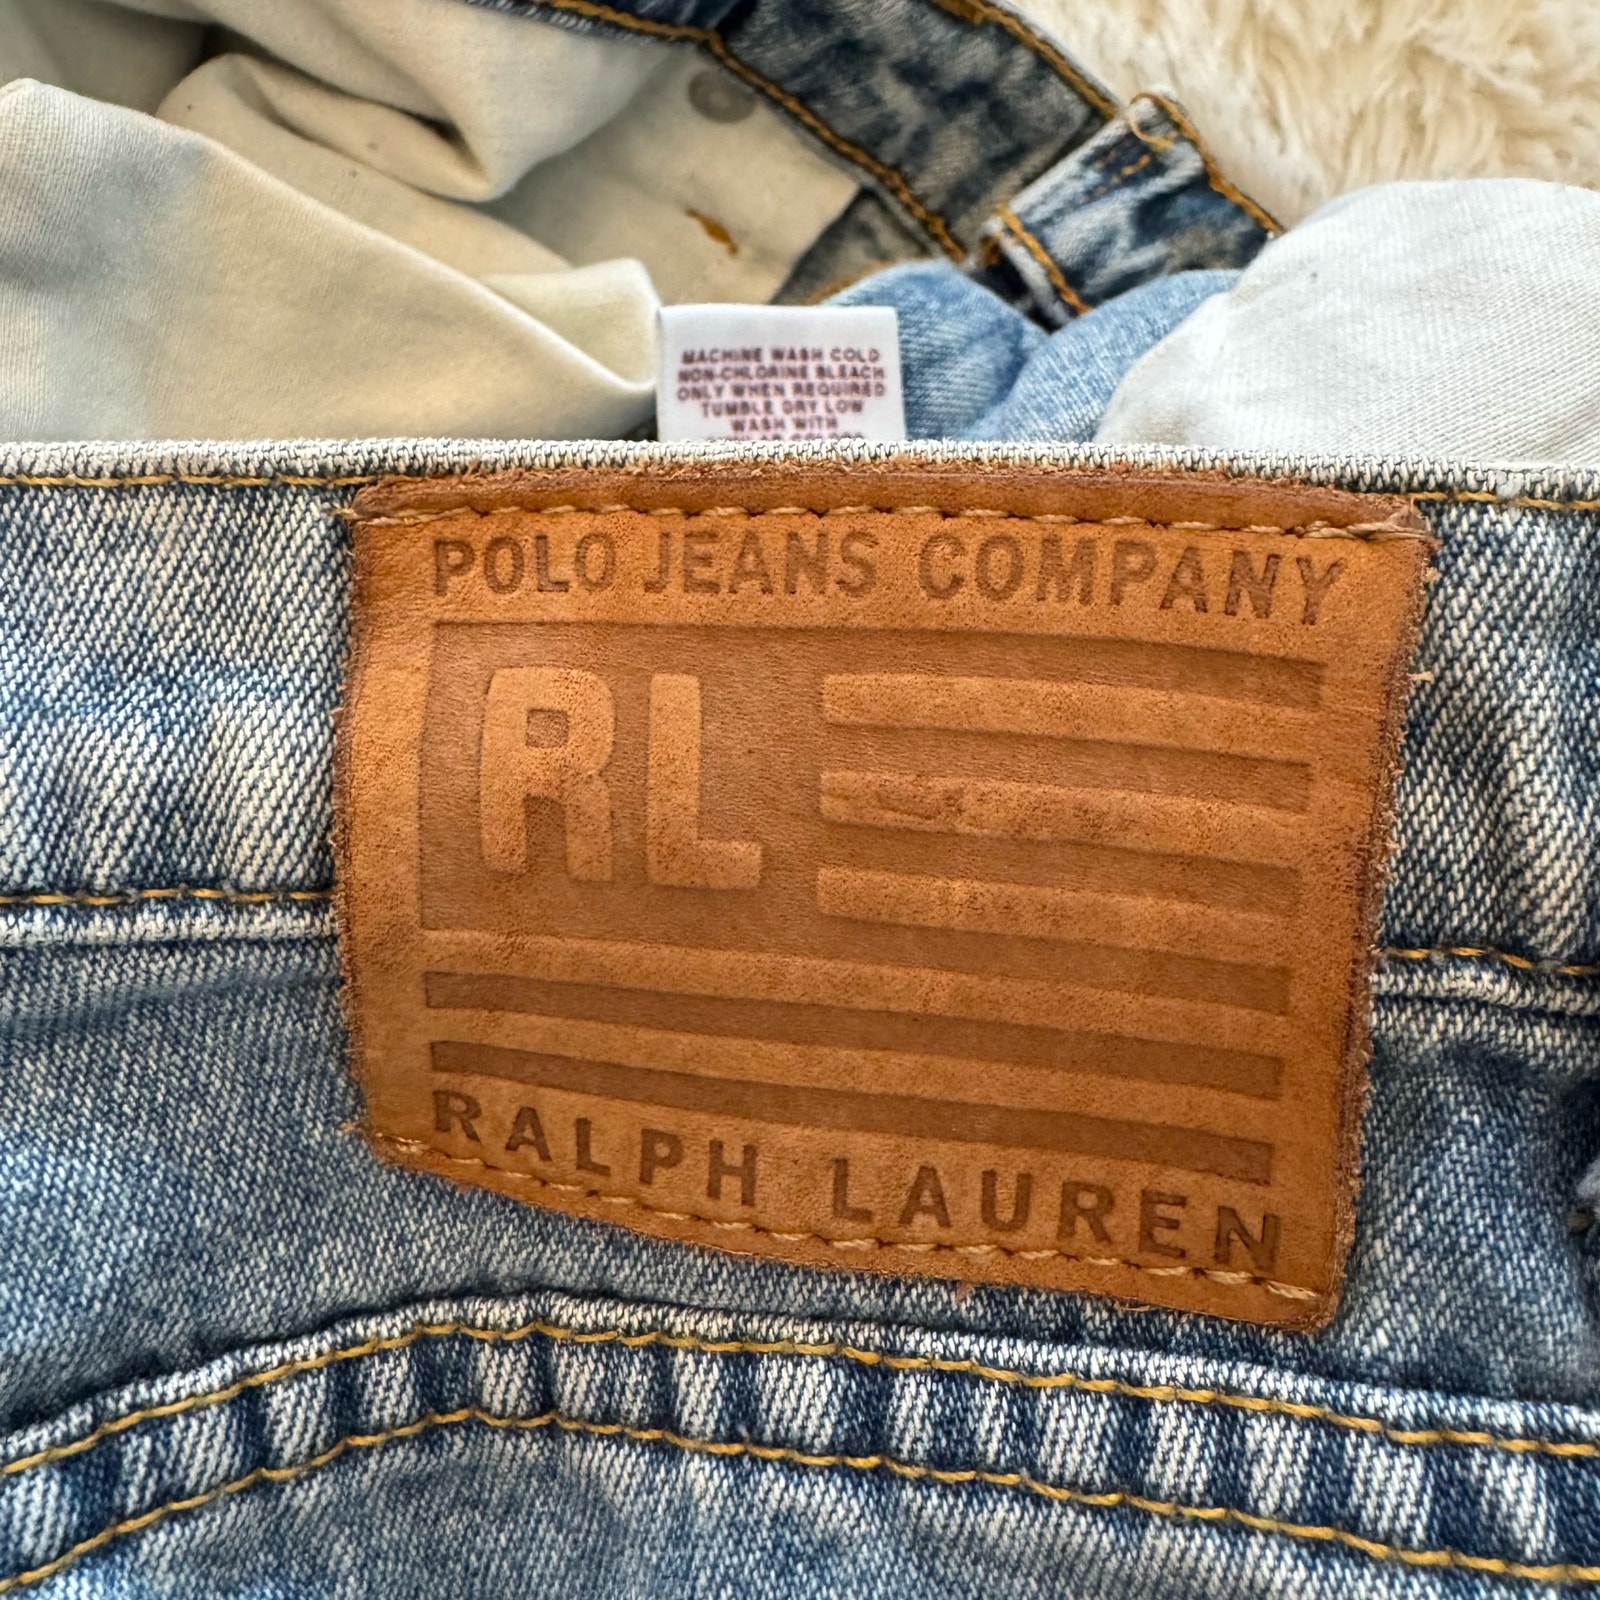 MACHINE WASH COLD
NON-CHLORINE BLEACH
ONLY WHEN REQUIRED
TUMBLE DRY LOW
WASH WITH
POLO JEANS COMPANY
RL
RALPH LAUREN